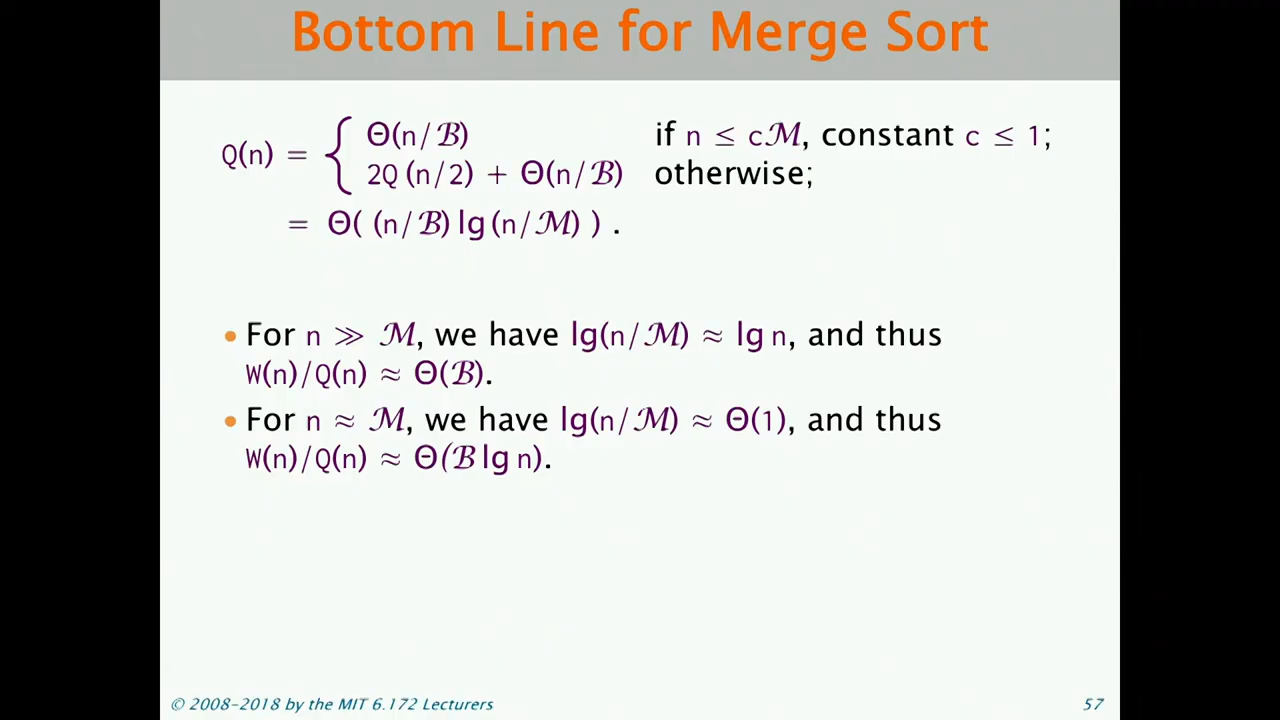 Bottom Line for Merge Sort
Q(n) = { Θ(n/ℬ) if n ≤ cℳ, constant c ≤ 1;
2Q (n/2) + Θ(n/ℬ) otherwise;
= Θ( (n/ℬ) lg (n/ℳ) ) .
• For n ≫ ℳ, we have lg(n/ℳ) ≈ lg n, and thus
W(n)/Q(n) ≈ Θ(ℬ).
• For n ≈ ℳ, we have lg(n/ℳ) ≈ Θ(1), and thus
W(n)/Q(n) ≈ Θ(ℬ lg n).
© 2008–2018 by the MIT 6.172 Lecturers
57